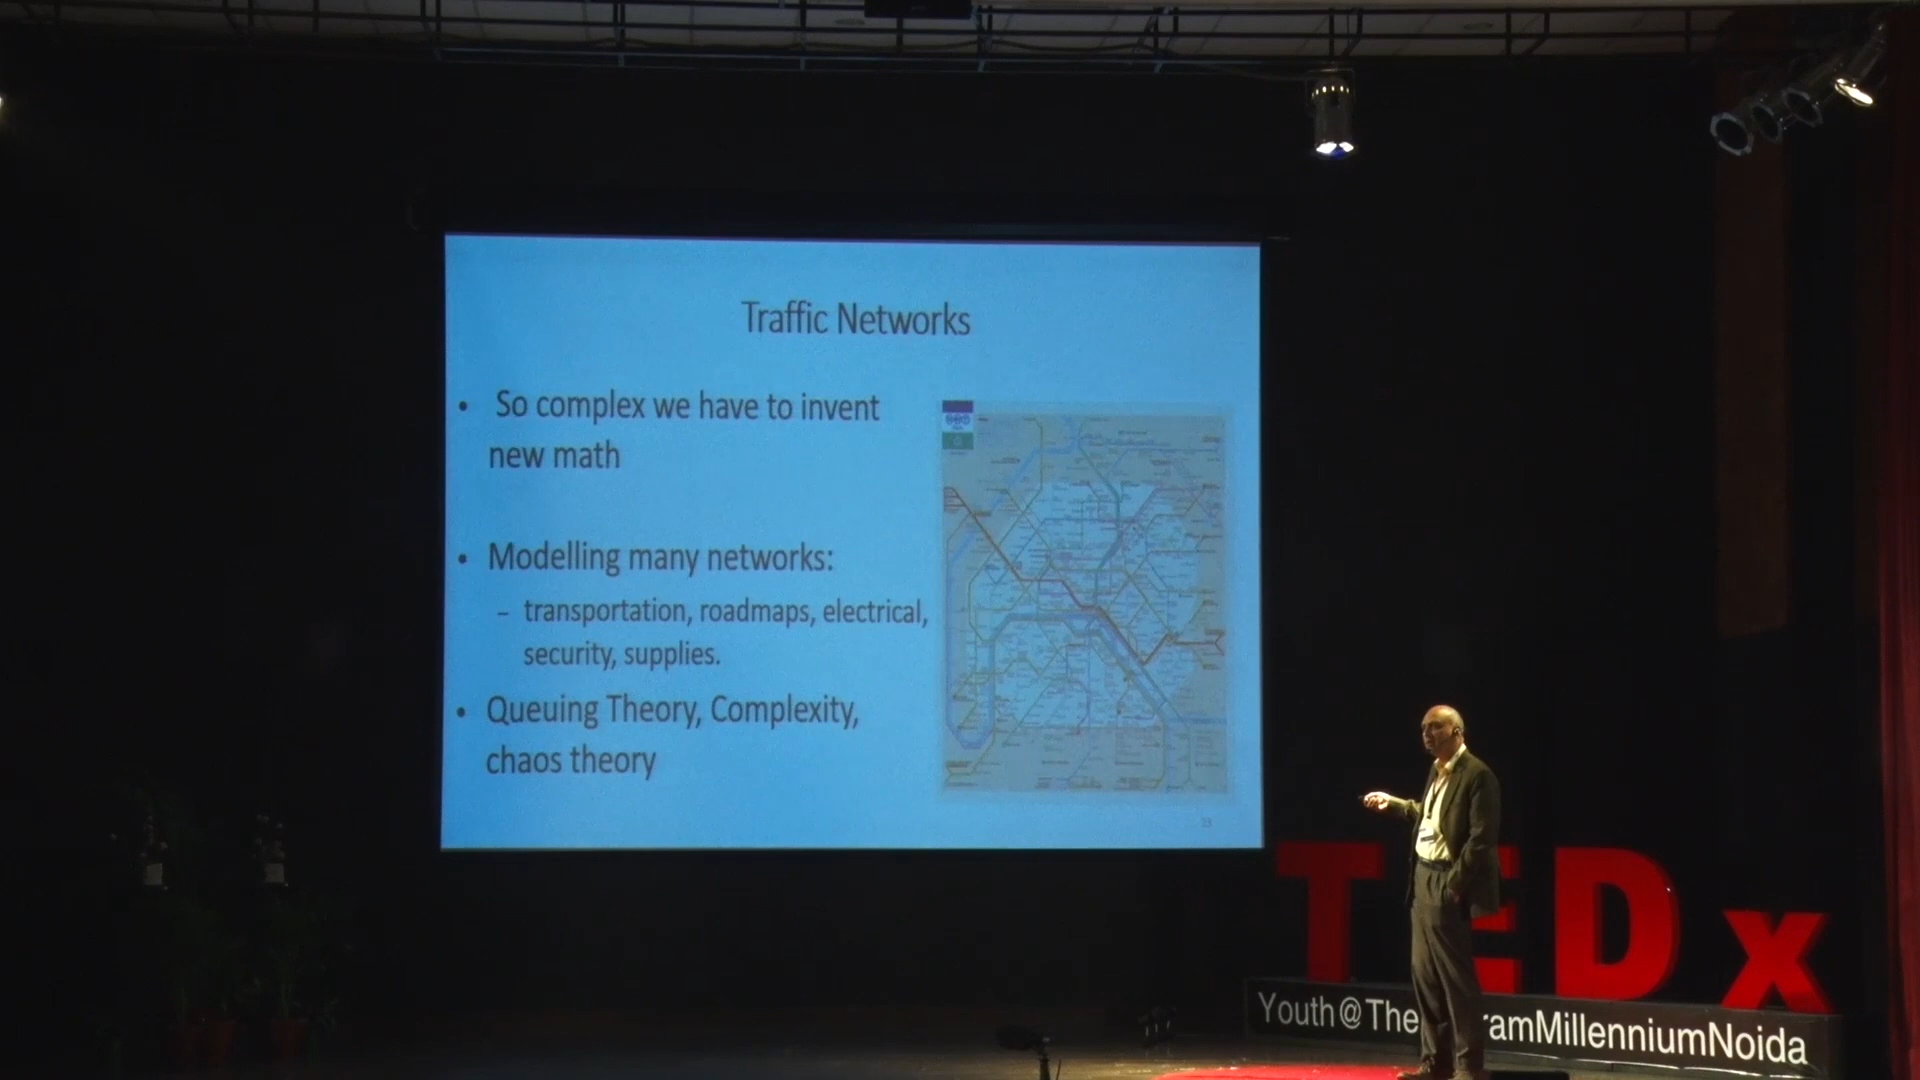 Traffic Networks
• So complex we have to invent
new math
• Modelling many networks:
– transportation, roadmaps, electrical,
security, supplies.
• Queuing Theory, Complexity,
chaos theory
23
TEDx
Youth@The ramMillenniumNoida